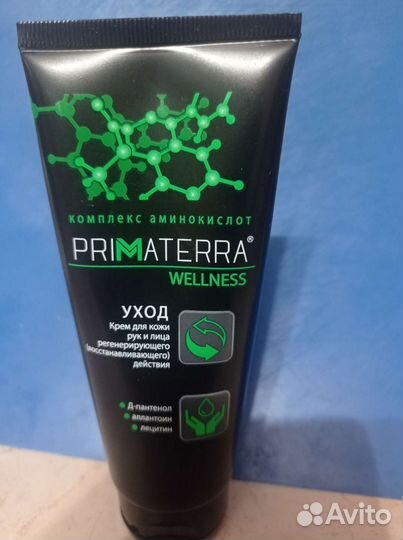 комплекс аминокислот
PRIMATERRA®
WELLNESS
УХОД
Крем для кожи
рук и лица
регенерирующего
(восстанавливающего)
действия
• Д-пантенол
• аллантоин
• лецитин
Avito